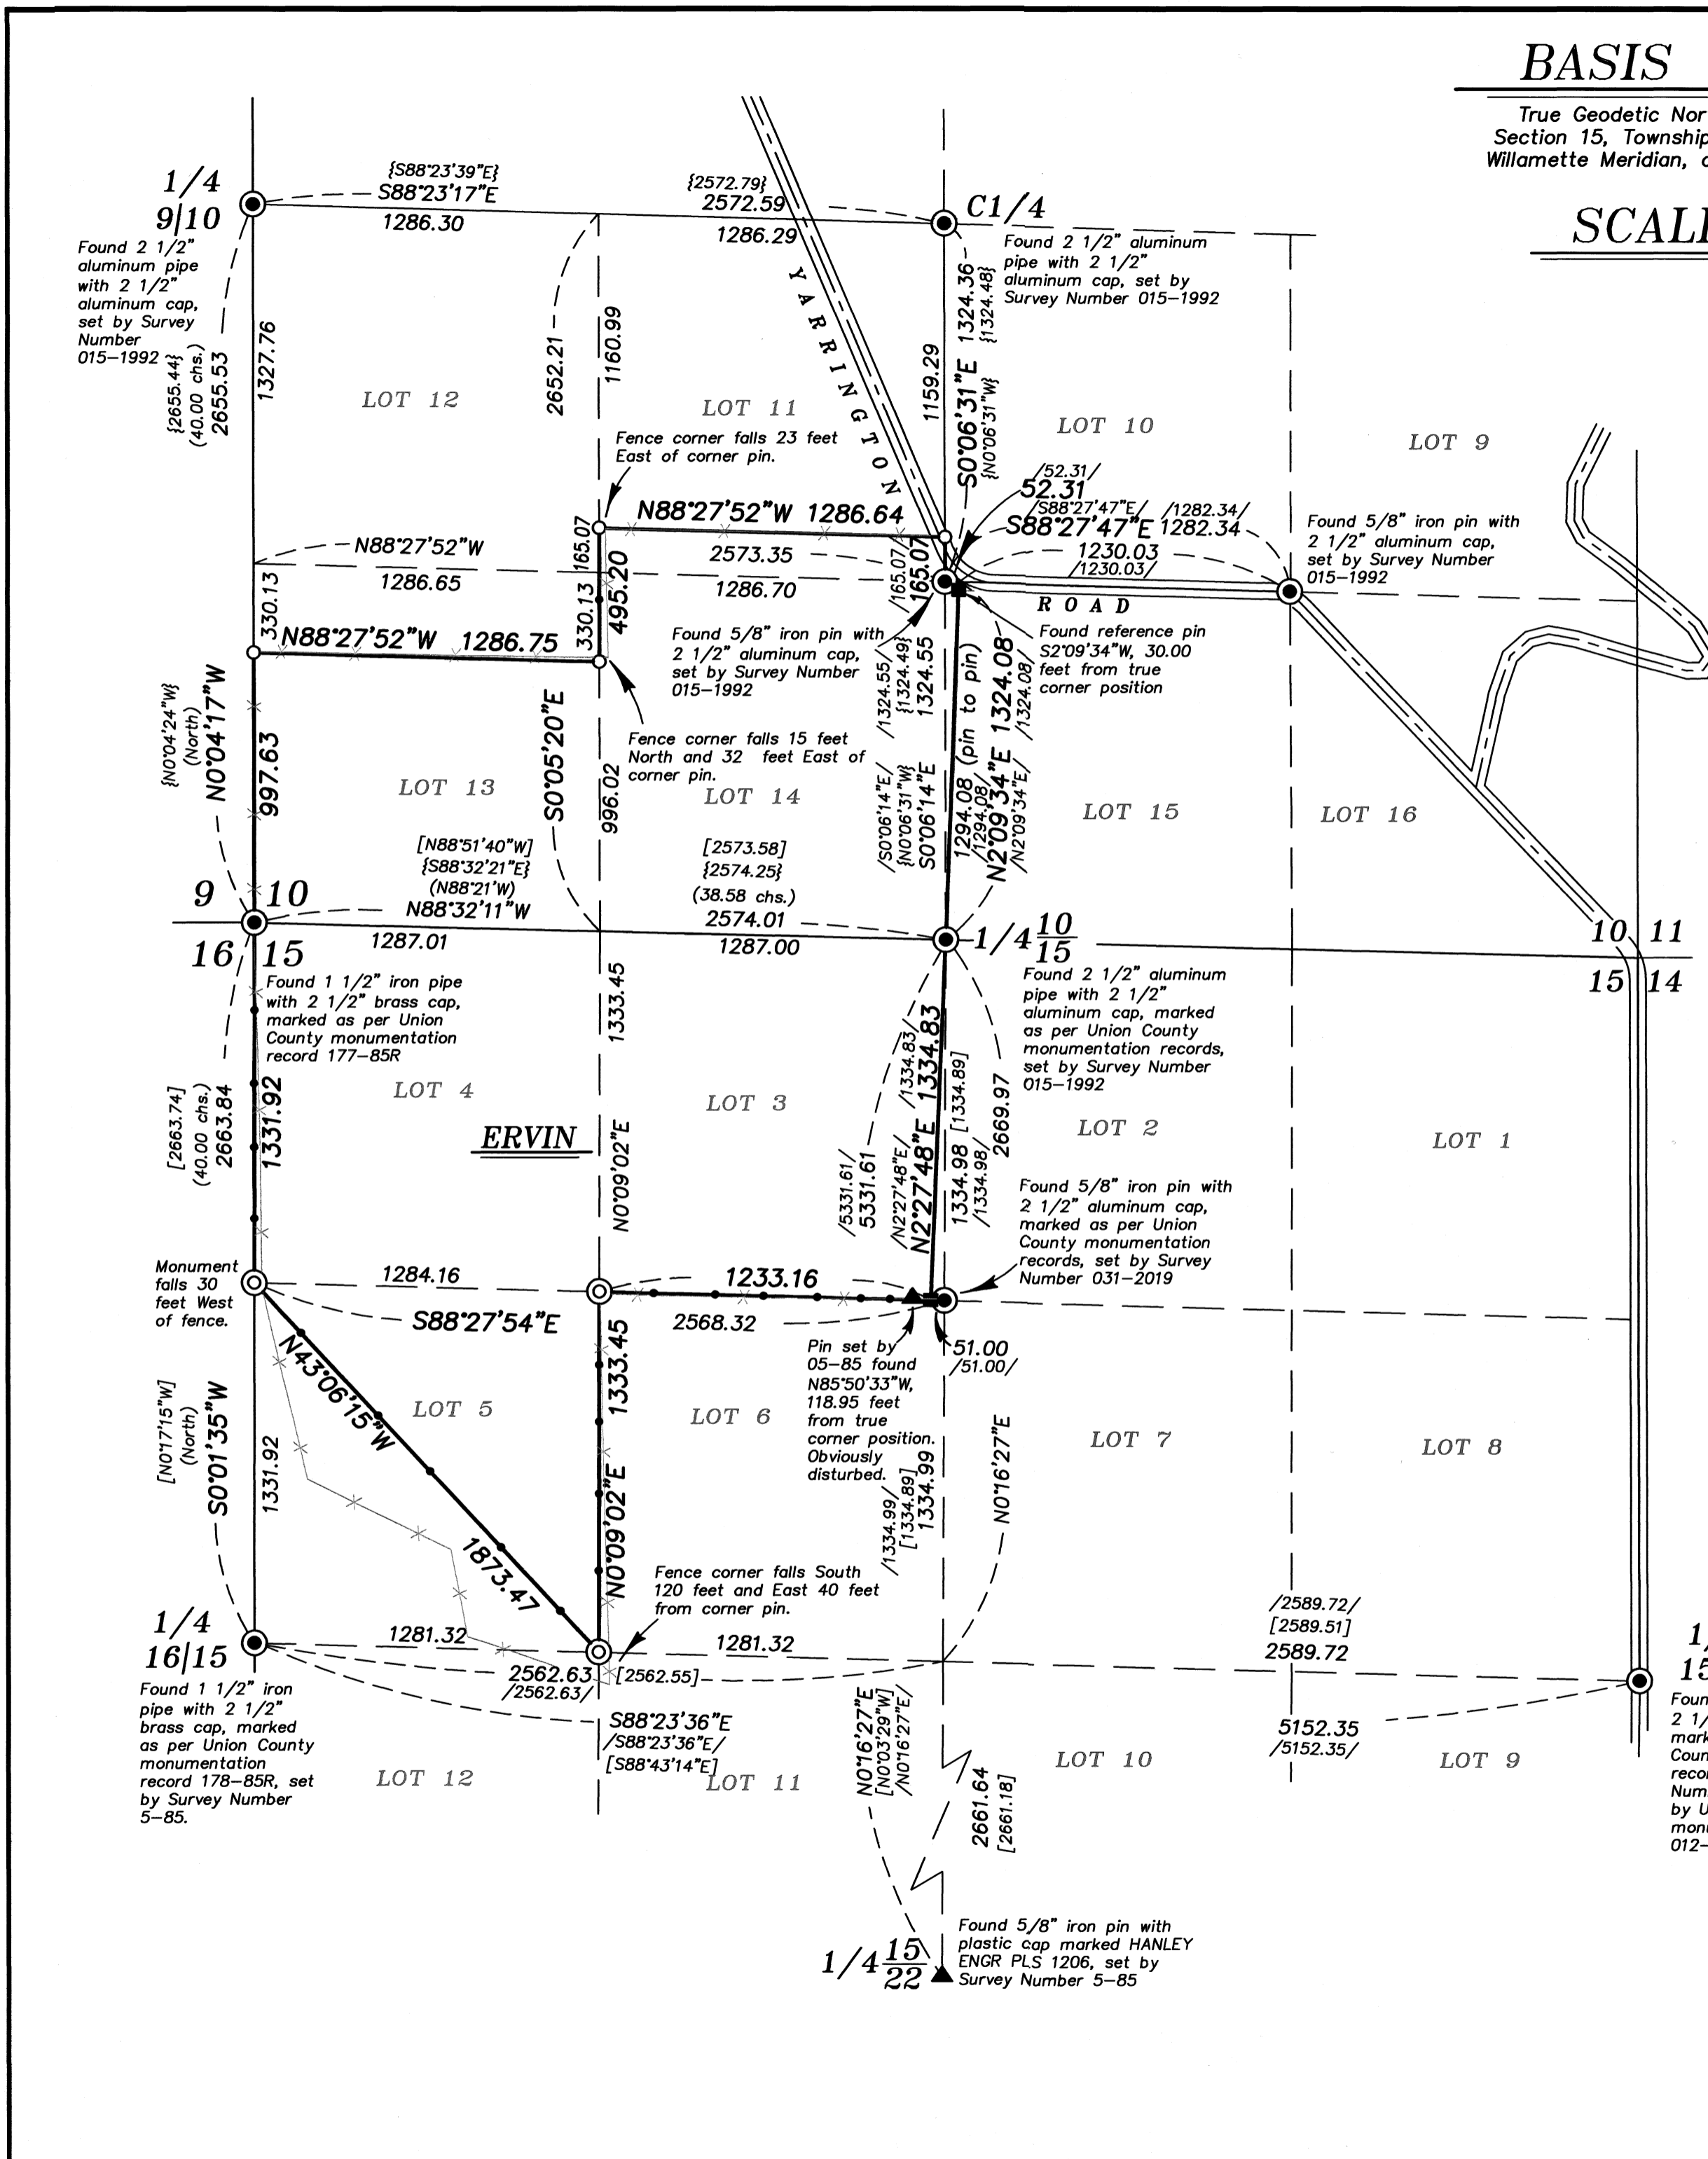 BASIS
True Geodetic Nor
Section 15, Township
Willamette Meridian,
SCAL
1/4
9|10
Found 2 1/2"
aluminum pipe
with 2 1/2"
aluminum cap,
set by Survey
Number
015-1992
{S88°23'39"E}
S88°23'17"E
1286.30
{2572.79}
2572.59
1286.29
C1/4
Found 2 1/2" aluminum
pipe with 2 1/2"
aluminum cap, set by
Survey Number 015-1992
{2655.44}
(40.00 chs.)
2655.53
1327.76
2652.21
1160.99
1159.29
S0°06'31"E 1324.36
{N0°06'31"W} {1324.48}
YARRINGTON
LOT 12
LOT 11
LOT 10
LOT 9
Fence corner falls 23 feet
East of corner pin.
N88°27'52"W 1286.64
/52.31/
52.31
/S88°27'47"E/ /1282.34/
S88°27'47"E 1282.34
1230.03
/1230.03/
ROAD
Found 5/8" iron pin with
2 1/2" aluminum cap,
set by Survey Number
015-1992
N88°27'52"W
1286.65
2573.35
1286.70
165.07
495.20
330.13
/165.07/
165.07
330.13
N88°27'52"W 1286.75
Found 5/8" iron pin with
2 1/2" aluminum cap,
set by Survey Number
015-1992
Found reference pin
S2°09'34"W, 30.00
feet from true
corner position
{N0°04'24"W}
(North)
N0°04'17"W
997.63
S0°05'20"E
996.02
Fence corner falls 15 feet
North and 32 feet East of
corner pin.
/1324.55/
{1324.49}
1324.55
/S0°06'14"E/
{N0°06'31"W}
S0°06'14"E
1294.08 (pin to pin)
/1294.08/
N2°09'34"E 1324.08
/N2°09'34"E/ /1324.08/
LOT 13
LOT 14
LOT 15
LOT 16
[N88°51'40"W]
{S88°32'21"E}
(N88°21'W)
N88°32'11"W
1287.01
[2573.58]
{2574.25}
(38.58 chs.)
2574.01
1287.00
9 10
16 15
1/4 10
15
10 11
15 14
Found 1 1/2" iron pipe
with 2 1/2" brass cap,
marked as per Union
County monumentation
record 177-85R
Found 2 1/2" aluminum
pipe with 2 1/2"
aluminum cap, marked
as per Union County
monumentation records,
set by Survey Number
015-1992
[2663.74]
(40.00 chs.)
2663.84
1331.92
1333.45
N0°09'02"E
/5331.61/
5331.61
/1334.83/
/N2°27'48"E/
N2°27'48"E 1334.83
1334.98 [1334.89]
/1334.98/
2669.97
LOT 4
LOT 3
LOT 2
LOT 1
ERVIN
Found 5/8" iron pin with
2 1/2" aluminum cap,
marked as per Union
County monumentation
records, set by Survey
Number 031-2019
Monument
falls 30
feet West
of fence.
1284.16
S88°27'54"E
1233.16
2568.32
51.00
/51.00/
Pin set by
05-85 found
N85°50'33"W,
118.95 feet
from true
corner position.
Obviously
disturbed.
N43°06'15"W
1873.47
1333.45
N0°09'02"E
[N0°17'15"W]
(North)
S0°01'35"W
1331.92
/1334.99/
[1334.89]
1334.99
N0°16'27"E
LOT 5
LOT 6
LOT 7
LOT 8
Fence corner falls South
120 feet and East 40 feet
from corner pin.
1/4
16|15
1281.32
1281.32
2562.63
/2562.63/
[2562.55]
S88°23'36"E
/S88°23'36"E/
[S88°43'14"E]
/2589.72/
[2589.51]
2589.72
5152.35
/5152.35/
Found 1 1/2" iron
pipe with 2 1/2"
brass cap, marked
as per Union County
monumentation
record 178-85R, set
by Survey Number
5-85.
LOT 12
LOT 11
LOT 10
LOT 9
N0°16'27"E
[N0°03'29"W]
/N0°16'27"E/
2661.64
[2661.18]
1/
15
Foun
2 1/
mark
Coun
reco
Num
by U
mon
012-
1/4 15
22
Found 5/8" iron pin with
plastic cap marked HANLEY
ENGR PLS 1206, set by
Survey Number 5-85